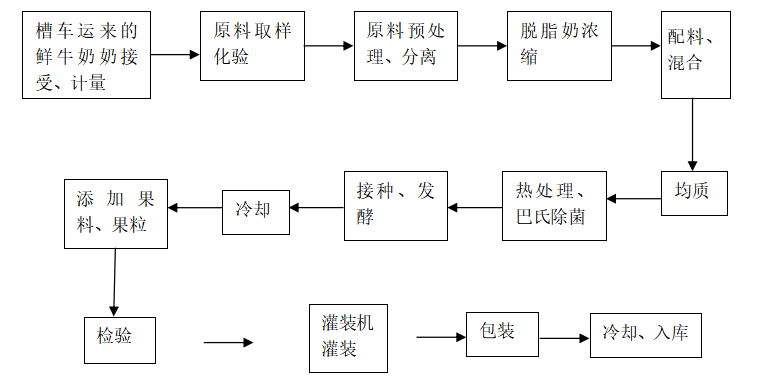 槽车运来的
鲜牛奶奶接
受、计量
原料取样
化验
原料预处
理、分离
脱脂奶浓
缩
配料、
混合
均质
热处理、
巴氏除菌
接种、发
酵
冷却
添加果
料、果粒
检验
灌装机
灌装
包装
冷却、入库